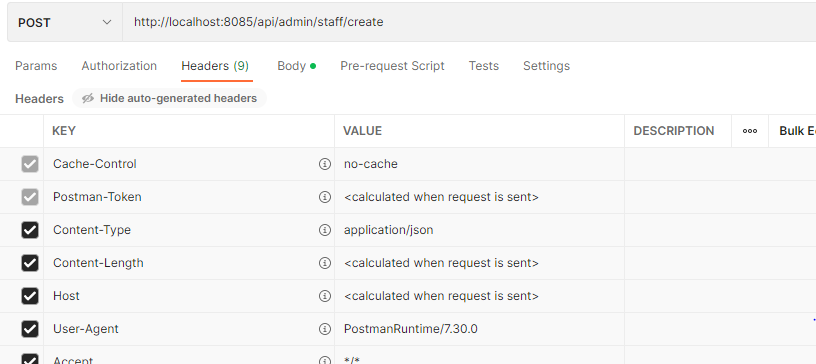 POST http://localhost:8085/api/admin/staff/create
Params Authorization Headers (9) Body Pre-request Script Tests Settings
Headers Hide auto-generated headers
KEY VALUE DESCRIPTION ••• Bulk E
Cache-Control no-cache
Postman-Token <calculated when request is sent>
Content-Type application/json
Content-Length <calculated when request is sent>
Host <calculated when request is sent>
User-Agent PostmanRuntime/7.30.0
Accept */*